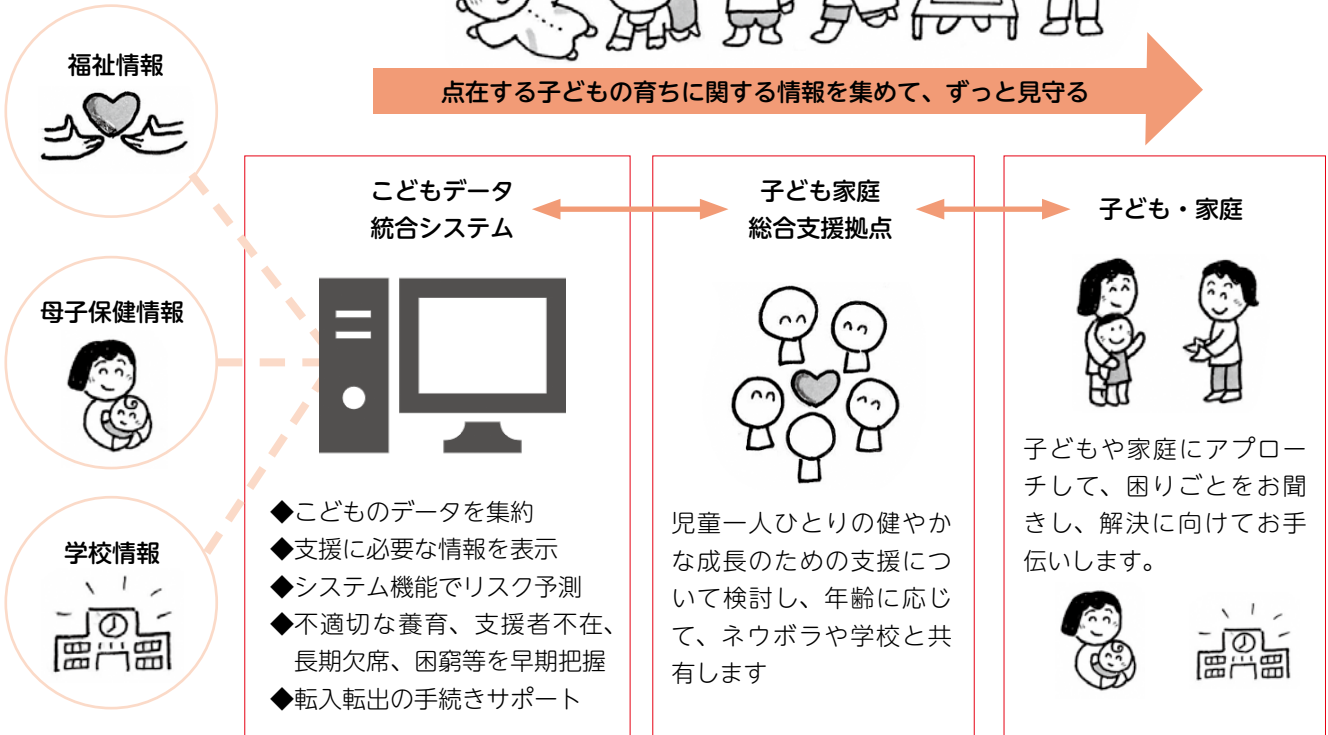 点在する子どもの育ちに関する情報を集めて、ずっと見守る
福祉情報
母子保健情報
学校情報
こどもデータ
統合システム
◆こどものデータを集約
◆支援に必要な情報を表示
◆システム機能でリスク予測
◆不適切な養育、支援者不在、
長期欠席、困窮等を早期把握
◆転入転出の手続きサポート
子ども家庭
総合支援拠点
児童一人ひとりの健やか
な成長のための支援につ
いて検討し、年齢に応じ
て、ネウボラや学校と共
有します
子ども・家庭
子どもや家庭にアプロー
チして、困りごとをお聞
きし、解決に向けてお手
伝いします。